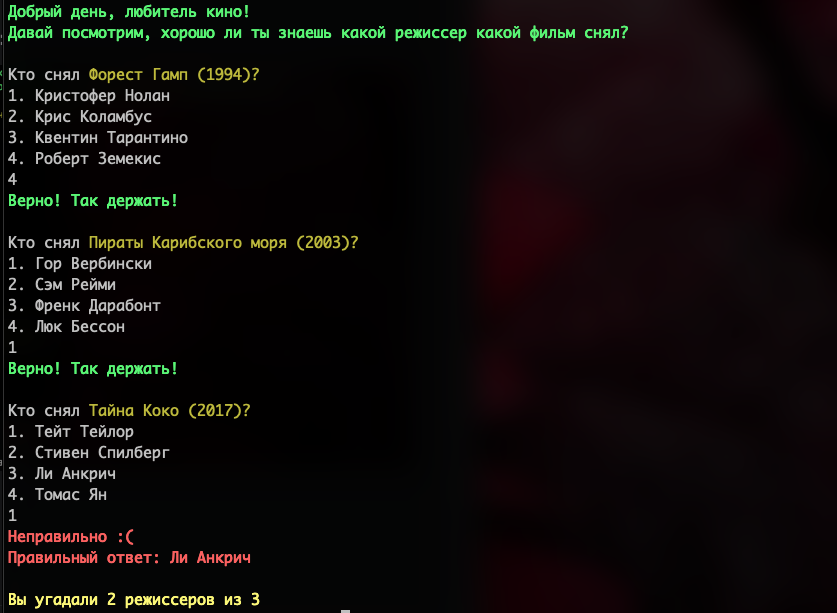 Добрый день, любитель кино!
Давай посмотрим, хорошо ли ты знаешь какой режиссер какой фильм снял?
Кто снял Форест Гамп (1994)?
1. Кристофер Нолан
2. Крис Коламбус
3. Квентин Тарантино
4. Роберт Земекис
4
Верно! Так держать!
Кто снял Пираты Карибского моря (2003)?
1. Гор Вербински
2. Сэм Рейми
3. Френк Дарабонт
4. Люк Бессон
1
Верно! Так держать!
Кто снял Тайна Коко (2017)?
1. Тейт Тейлор
2. Стивен Спилберг
3. Ли Анкрич
4. Томас Ян
1
Неправильно :(
Правильный ответ: Ли Анкрич
Вы угадали 2 режиссеров из 3